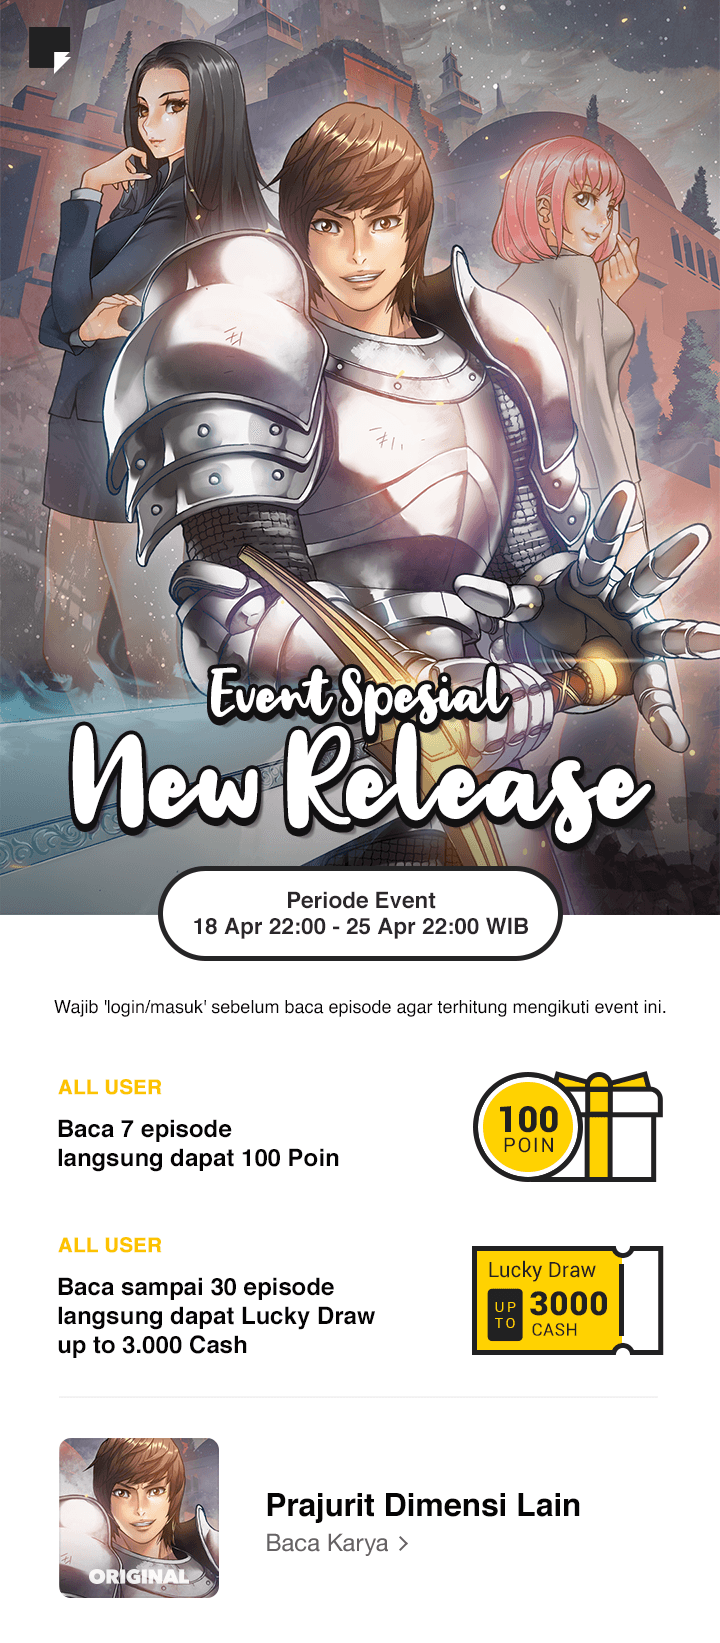 Event Spesial
New Release
Periode Event
18 Apr 22:00 - 25 Apr 22:00 WIB
Wajib 'login/masuk' sebelum baca episode agar terhitung mengikuti event ini.
ALL USER
Baca 7 episode
langsung dapat 100 Poin
100
POIN
ALL USER
Baca sampai 30 episode
langsung dapat Lucky Draw
up to 3.000 Cash
Lucky Draw
UP TO
3000
CASH
ORIGINAL
Prajurit Dimensi Lain
Baca Karya >